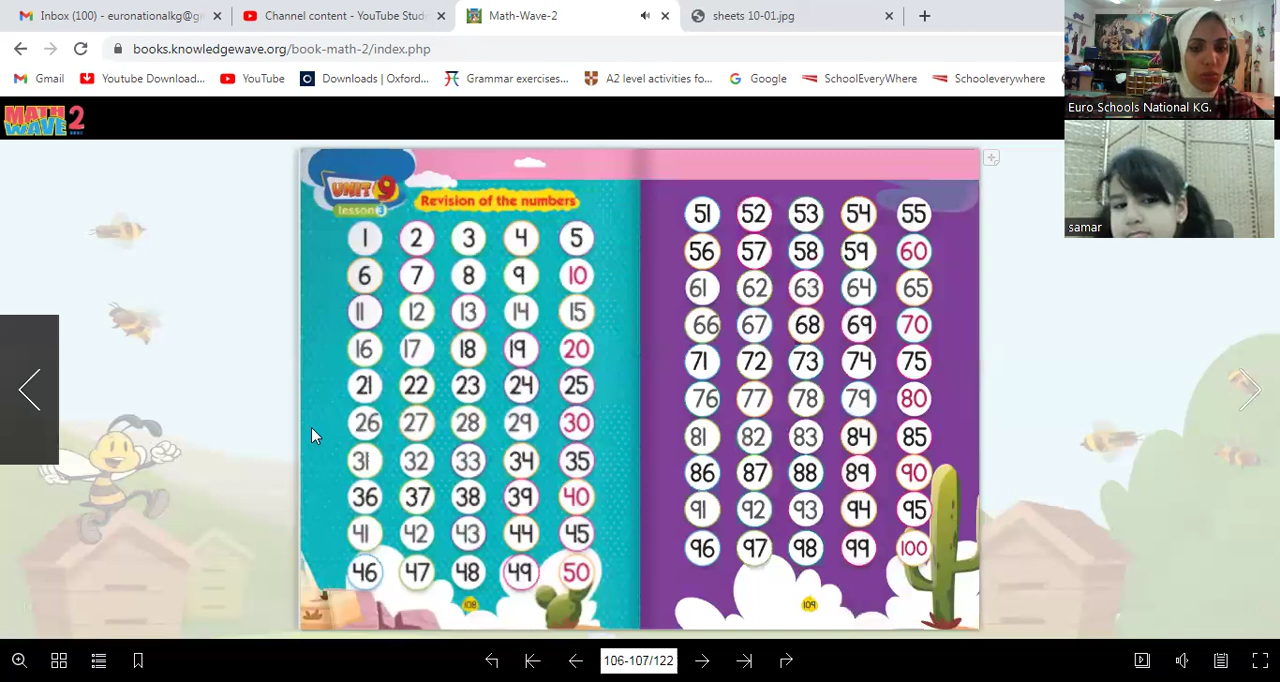 Inbox (100) - euronationalkg@g
Channel content - YouTube Stud
Math-Wave-2
sheets 10-01.jpg
books.knowledgewave.org/book-math-2/index.php
Gmail
Youtube Download...
YouTube
Downloads | Oxford...
Grammar exercises...
A2 level activities fo...
Google
SchoolEveryWhere
Schooleverywhere
Euro Schools National KG.
samar
MATH WAVE 2
UNIT 9
lesson 3
Revision of the numbers
1 2 3 4 5
6 7 8 9 10
11 12 13 14 15
16 17 18 19 20
21 22 23 24 25
26 27 28 29 30
31 32 33 34 35
36 37 38 39 40
41 42 43 44 45
46 47 48 49 50
108
51 52 53 54 55
56 57 58 59 60
61 62 63 64 65
66 67 68 69 70
71 72 73 74 75
76 77 78 79 80
81 82 83 84 85
86 87 88 89 90
91 92 93 94 95
96 97 98 99 100
109
106-107/122